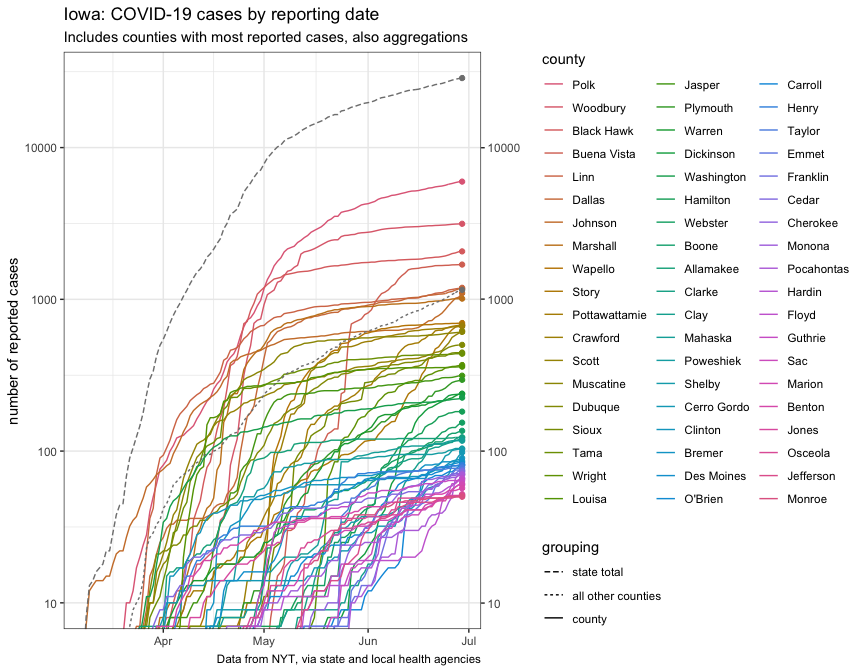 Iowa: COVID-19 cases by reporting date
Includes counties with most reported cases, also aggregations
number of reported cases
10000
1000
100
10
10000
1000
100
10
Apr
May
Jun
Jul
Data from NYT, via state and local health agencies
county
Polk
Woodbury
Black Hawk
Buena Vista
Linn
Dallas
Johnson
Marshall
Wapello
Story
Pottawattamie
Crawford
Scott
Muscatine
Dubuque
Sioux
Tama
Wright
Louisa
Jasper
Plymouth
Warren
Dickinson
Washington
Hamilton
Webster
Boone
Allamakee
Clarke
Clay
Mahaska
Poweshiek
Shelby
Cerro Gordo
Clinton
Bremer
Des Moines
O'Brien
Carroll
Henry
Taylor
Emmet
Franklin
Cedar
Cherokee
Monona
Pocahontas
Hardin
Floyd
Guthrie
Sac
Marion
Benton
Jones
Osceola
Jefferson
Monroe
grouping
state total
all other counties
county